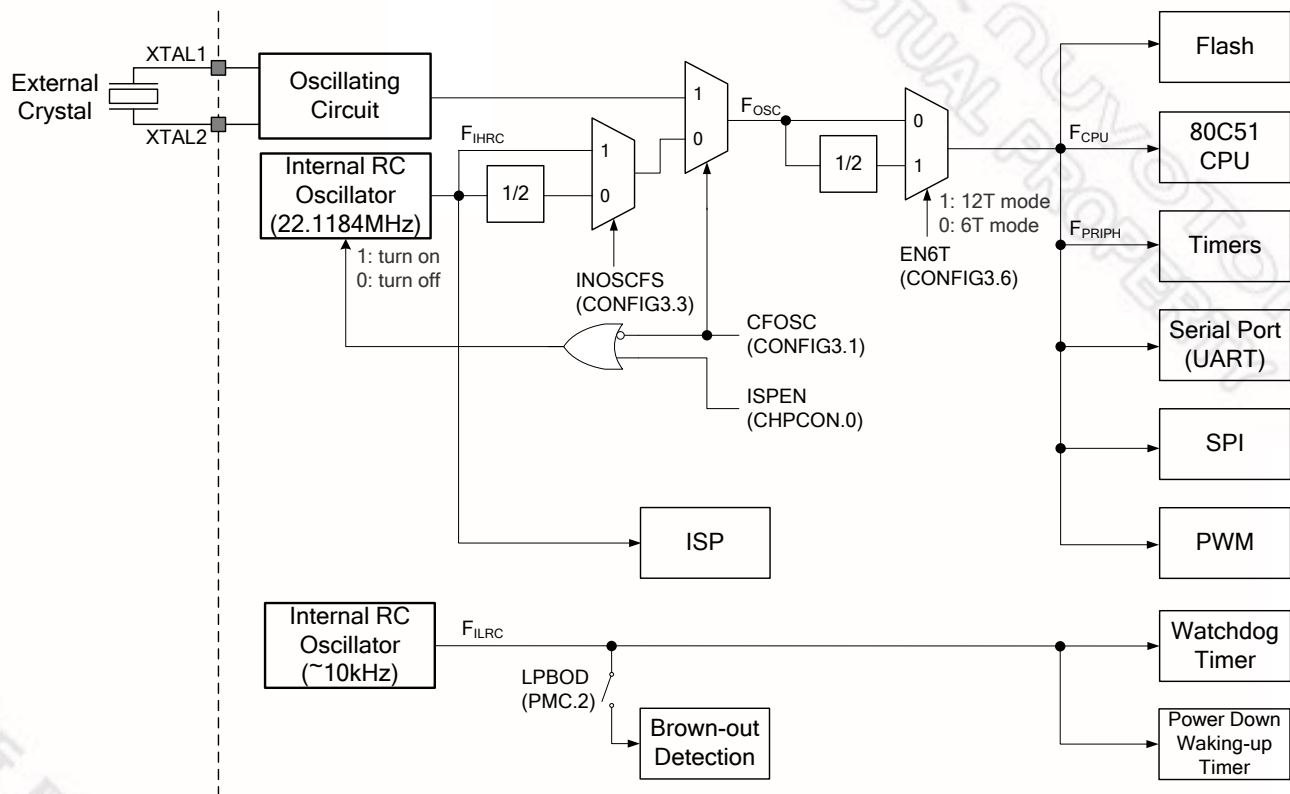 XTAL1
External
Crystal
XTAL2
Oscillating
Circuit
Internal RC
Oscillator
(22.1184MHz)
1: turn on
0: turn off
FIHRC
1/2
1
0
INOSCFS
(CONFIG3.3)
1
0
CFOSC
(CONFIG3.1)
ISPEN
(CHPCON.0)
FOSC
1/2
0
1
1: 12T mode
0: 6T mode
EN6T
(CONFIG3.6)
FCPU
FPRIPH
Flash
80C51
CPU
Timers
Serial Port
(UART)
SPI
PWM
ISP
Internal RC
Oscillator
(~10kHz)
FILRC
LPBOD
(PMC.2)
Brown-out
Detection
Watchdog
Timer
Power Down
Waking-up
Timer
NUVOTON
PROPERTY